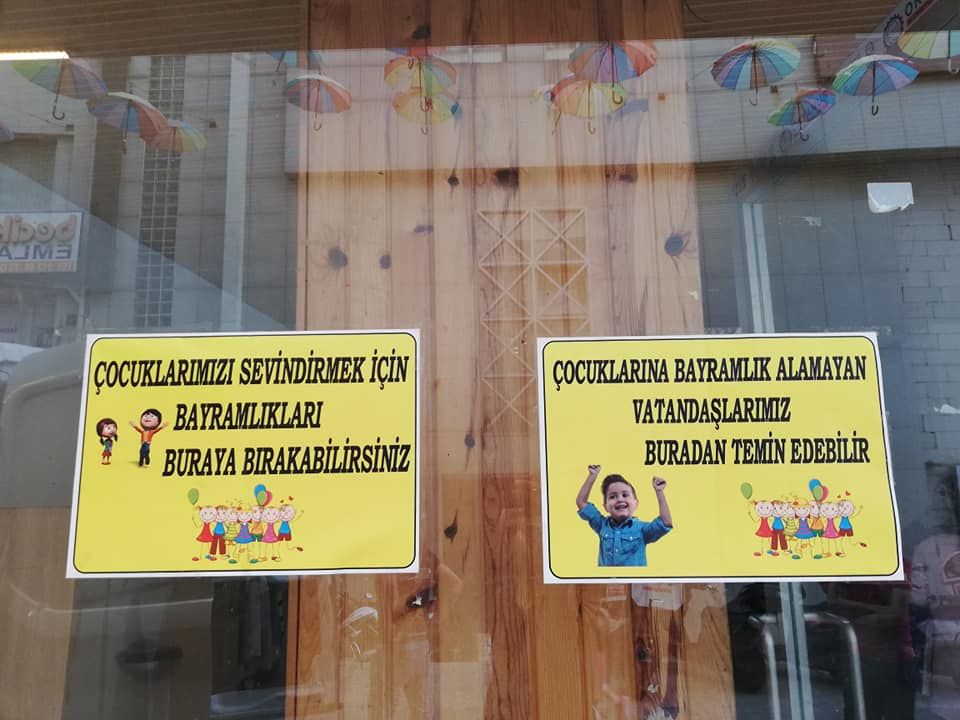 ÇOCUKLARIMIZI SEVİNDİRMEK İÇİN
BAYRAMLIKLARI
BURAYA BIRAKABİLİRSİNİZ
ÇOCUKLARINA BAYRAMLIK ALAMAYAN
VATANDAŞLARIMIZ
BURADAN TEMİN EDEBİLİR